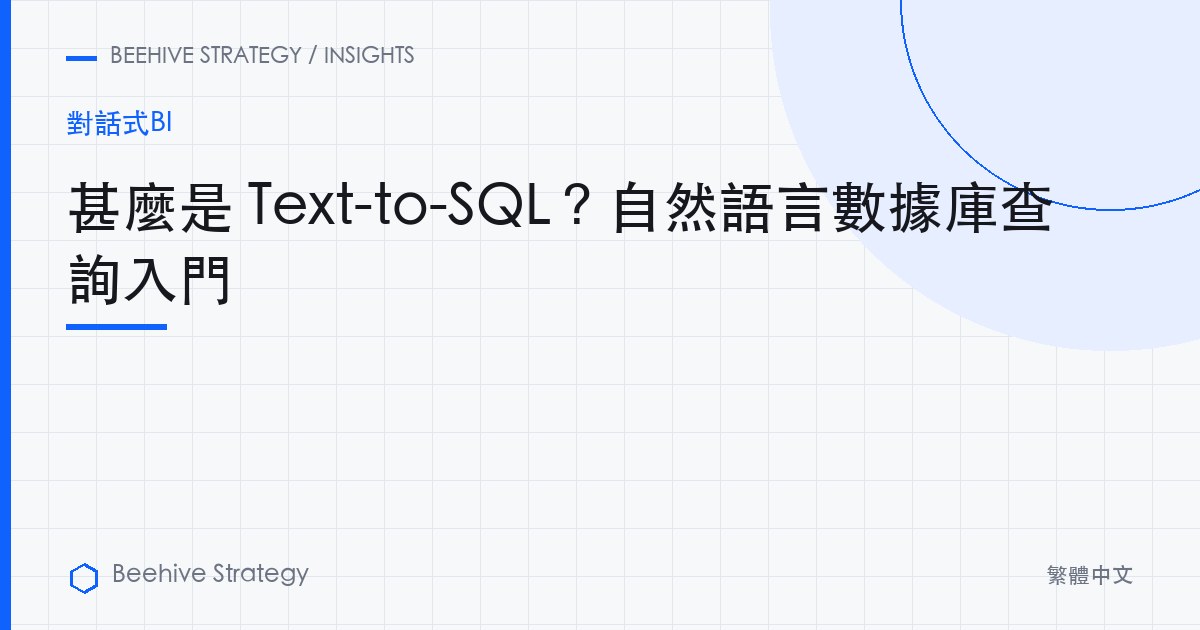 BEEHIVE STRATEGY / INSIGHTS
對話式BI
甚麼是 Text-to-SQL？自然語言數據庫查
詢入門
Beehive Strategy
繁體中文